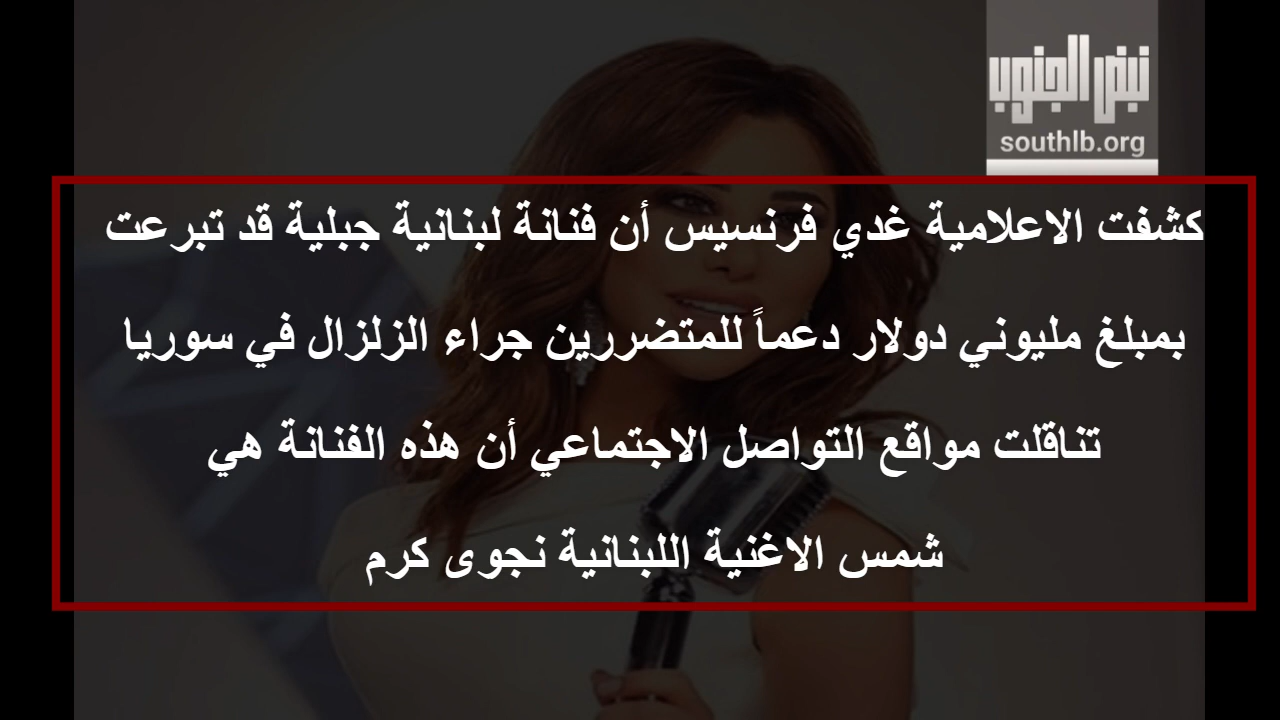 نبض الجنوب
southlb.org
كشفت الاعلامية غدي فرنسيس أن فنانة لبنانية جبلية قد تبرعت
بمبلغ مليوني دولار دعماً للمتضررين جراء الزلزال في سوريا
تناقلت مواقع التواصل الاجتماعي أن هذه الفنانة هي
شمس الاغنية اللبنانية نجوى كرم